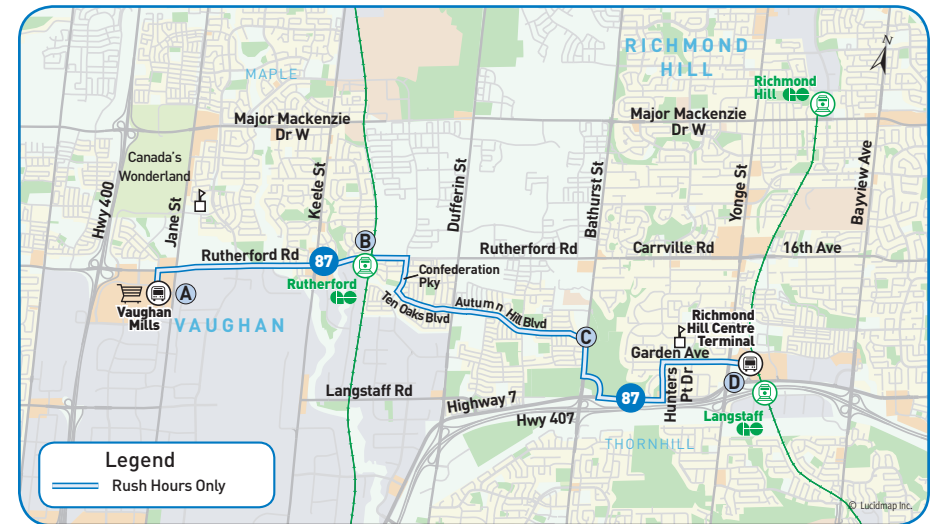 RICHMOND
HILL
N
MAPLE
Richmond
Hill
Major Mackenzie
Dr W
Major Mackenzie
Dr W
Canada's
Wonderland
Hwy 400
Jane St
Keele St
Dufferin St
Bathurst St
Yonge St
Bayview Ave
Rutherford Rd
87
B
Rutherford Rd
Carrville Rd
16th Ave
Rutherford
Confederation
Pky
A
Vaughan
Mills
VAUGHAN
Ten Oaks Blvd
Autumn Hill Blvd
C
Richmond
Hill Centre
Terminal
Garden Ave
D
Langstaff Rd
Highway 7
87
Hunters
Pt Dr
Hwy 407
Langstaff
THORNHILL
Legend
Rush Hours Only
© Lucidmap Inc.